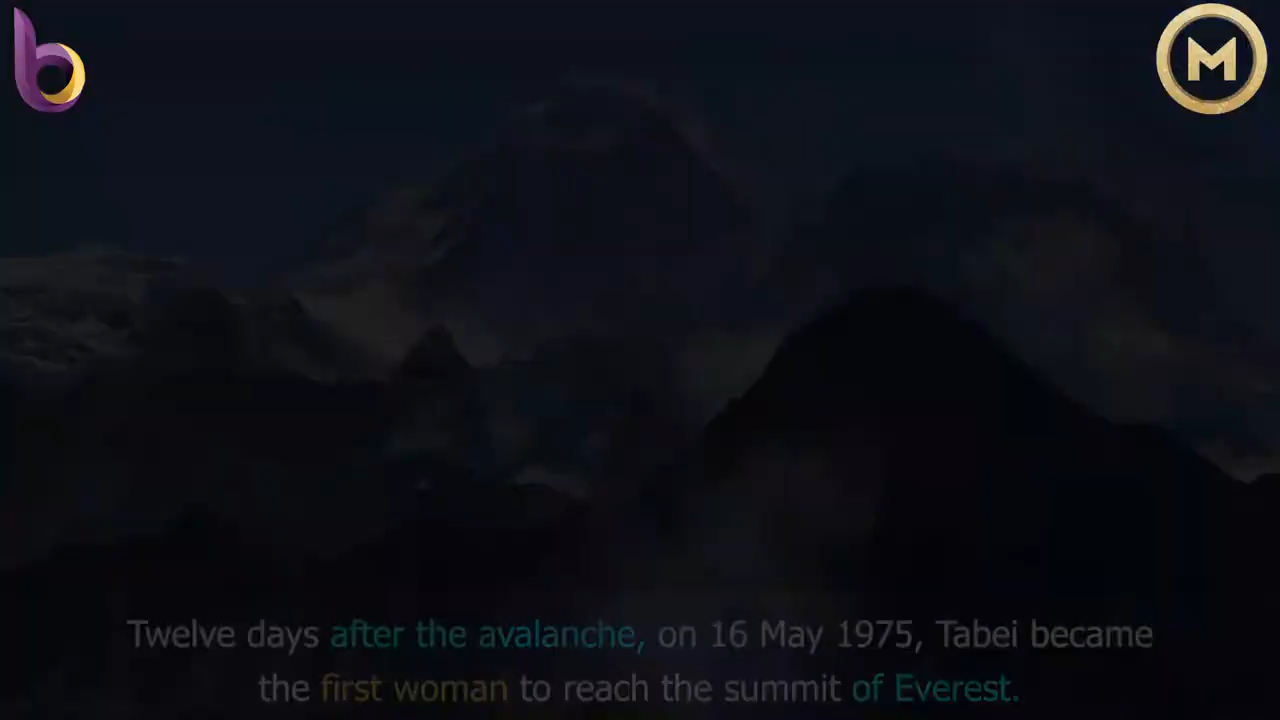 b M
Twelve days after the avalanche, on 16 May 1975, Tabei became
the first woman to reach the summit of Everest.